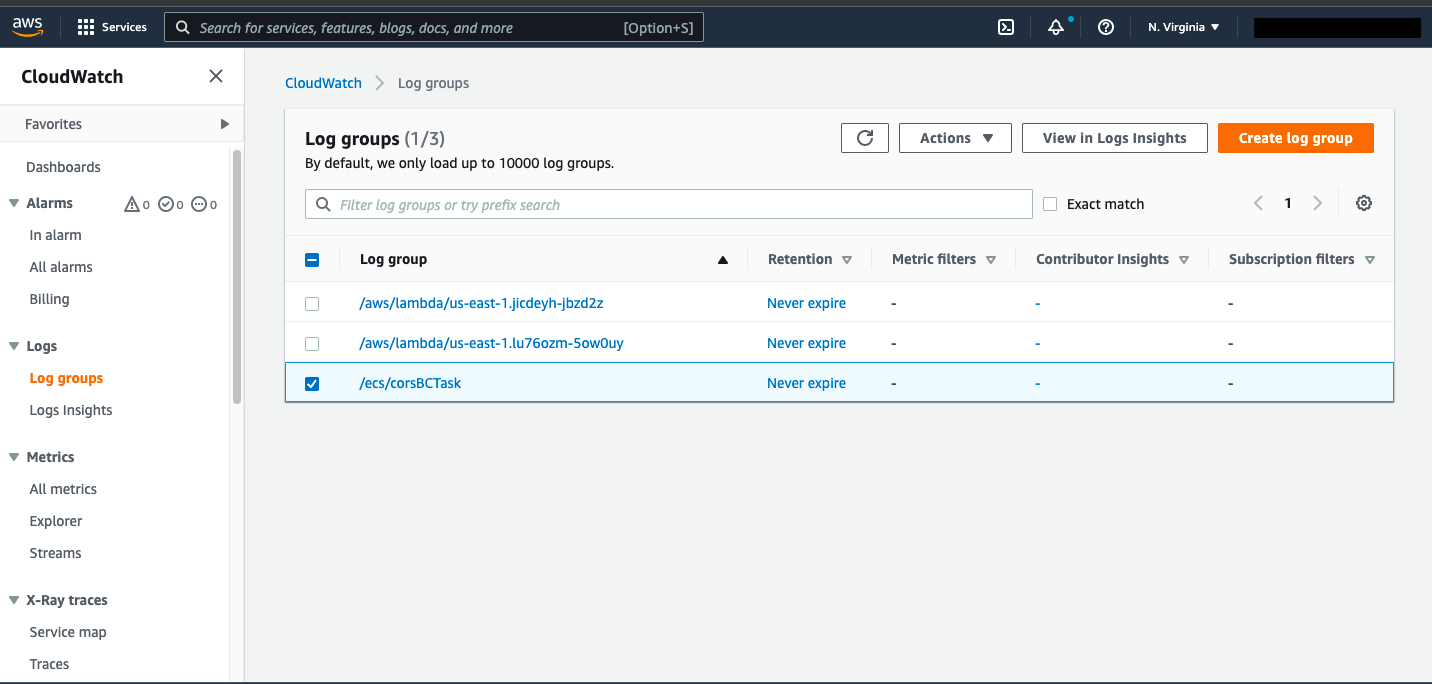 aws
Services
Search for services, features, blogs, docs, and more [Option+S]
N. Virginia
CloudWatch
Favorites
Dashboards
Alarms 0 0 0
In alarm
All alarms
Billing
Logs
Log groups
Logs Insights
Metrics
All metrics
Explorer
Streams
X-Ray traces
Service map
Traces
CloudWatch Log groups
Log groups (1/3)
By default, we only load up to 10000 log groups.
Actions
View in Logs Insights
Create log group
Filter log groups or try prefix search
Exact match
1
Log group Retention Metric filters Contributor Insights Subscription filters
/aws/lambda/us-east-1.jicdeyh-jbzd2z Never expire - - -
/aws/lambda/us-east-1.lu76ozm-5ow0uy Never expire - - -
/ecs/corsBCTask Never expire - - -